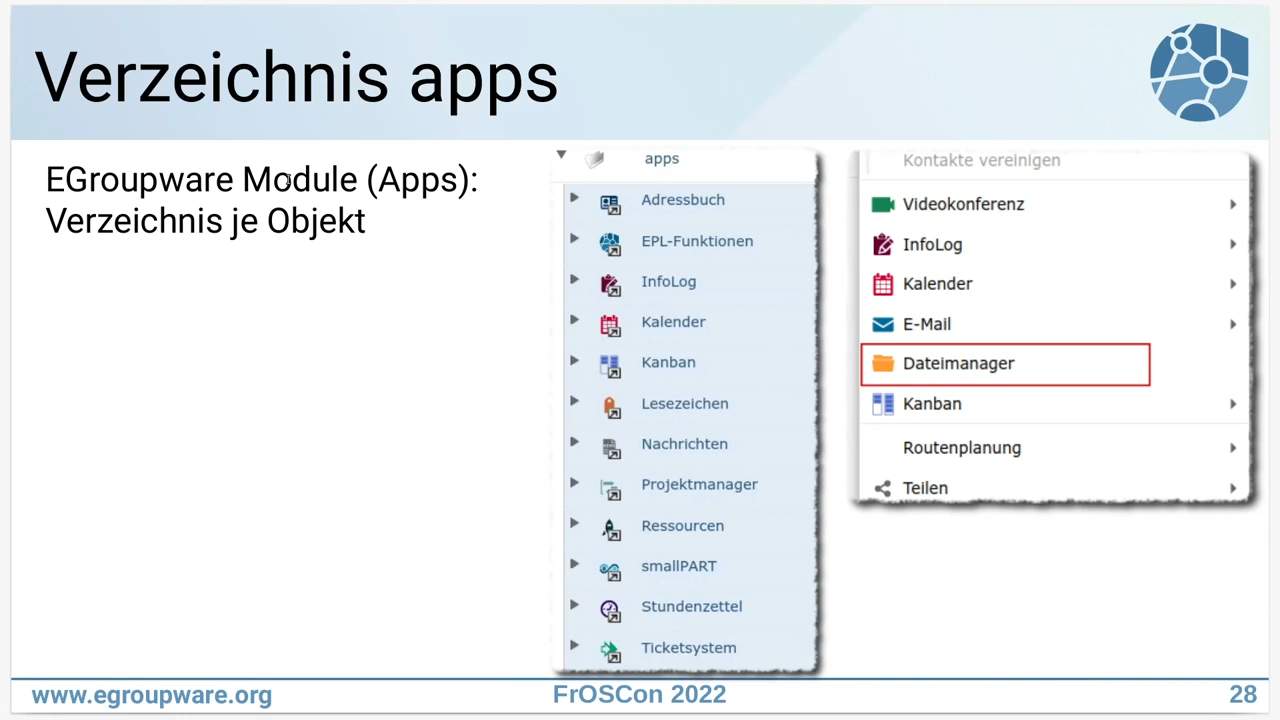 Verzeichnis apps
EGroupware Module (Apps):
Verzeichnis je Objekt
apps
Adressbuch
EPL-Funktionen
InfoLog
Kalender
Kanban
Lesezeichen
Nachrichten
Projektmanager
Ressourcen
smallPART
Stundenzettel
Ticketsystem
Kontakte vereinigen
Videokonferenz
InfoLog
Kalender
E-Mail
Dateimanager
Kanban
Routenplanung
Teilen
www.egroupware.org
FrOSCon 2022
28